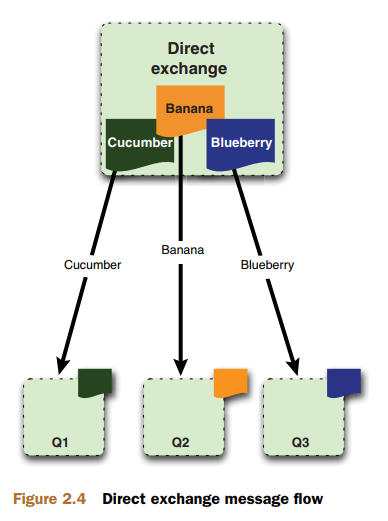 Direct
exchange
Banana
Cucumber
Blueberry
Cucumber
Banana
Blueberry
Q1
Q2
Q3
Figure 2.4 Direct exchange message flow